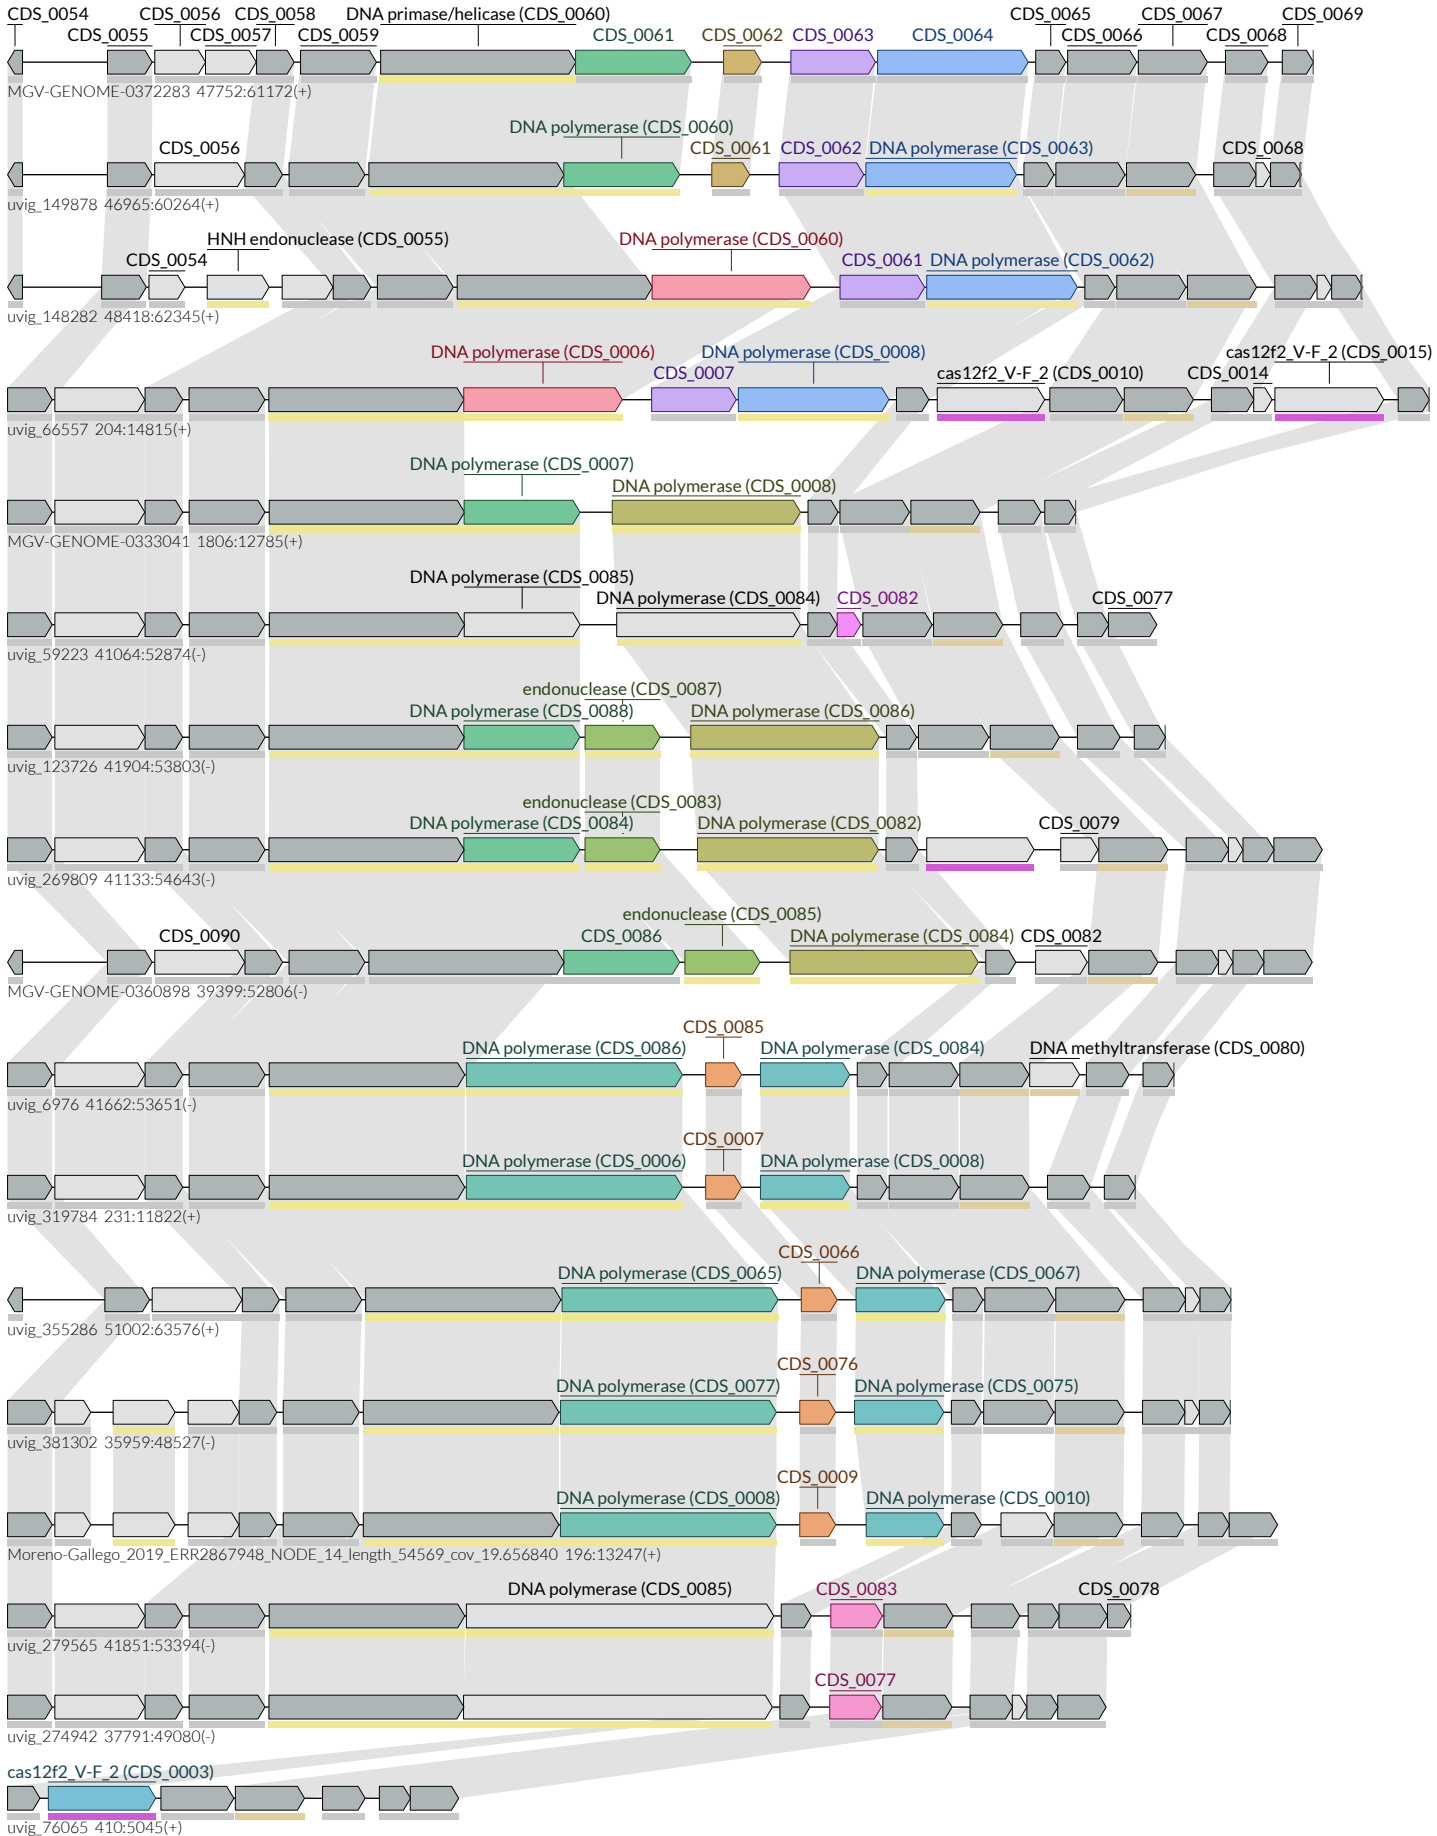 CDS_0054 CDS_0056 CDS_0058 DNA primase/helicase (CDS_0060) CDS_0065 CDS_0067 CDS_0069
CDS_0055 CDS_0057 CDS_0059 CDS_0061 CDS_0062 CDS_0063 CDS_0064 CDS_0066 CDS_0068
MGV-GENOME-0372283 47752:61172(+)
DNA polymerase (CDS_0060)
CDS_0056 CDS_0061 CDS_0062 DNA polymerase (CDS_0063) CDS_0068
uvig_149878 46965:60264(+)
HNH endonuclease (CDS_0055) DNA polymerase (CDS_0060)
CDS_0054 CDS_0061 DNA polymerase (CDS_0062)
uvig_148282 48418:62345(+)
DNA polymerase (CDS_0006) DNA polymerase (CDS_0008) cas12f2_V-F_2 (CDS_0015)
CDS_0007 cas12f2_V-F_2 (CDS_0010) CDS_0014
uvig_66557 204:14815(+)
DNA polymerase (CDS_0007)
DNA polymerase (CDS_0008)
MGV-GENOME-0333041 1806:12785(+)
DNA polymerase (CDS_0085)
DNA polymerase (CDS_0084) CDS_0082 CDS_0077
uvig_59223 41064:52874(-)
endonuclease (CDS_0087)
DNA polymerase (CDS_0088) DNA polymerase (CDS_0086)
uvig_123726 41904:53803(-)
endonuclease (CDS_0083)
DNA polymerase (CDS_0084) DNA polymerase (CDS_0082) CDS_0079
uvig_269809 41133:54643(-)
endonuclease (CDS_0085)
CDS_0090 CDS_0086 DNA polymerase (CDS_0084) CDS_0082
MGV-GENOME-0360898 39399:52806(-)
CDS_0085
DNA polymerase (CDS_0086) DNA polymerase (CDS_0084) DNA methyltransferase (CDS_0080)
uvig_6976 41662:53651(-)
CDS_0007
DNA polymerase (CDS_0006) DNA polymerase (CDS_0008)
uvig_319784 231:11822(+)
CDS_0066
DNA polymerase (CDS_0065) DNA polymerase (CDS_0067)
uvig_355286 51002:63576(+)
CDS_0076
DNA polymerase (CDS_0077) DNA polymerase (CDS_0075)
uvig_381302 35959:48527(-)
CDS_0009
DNA polymerase (CDS_0008) DNA polymerase (CDS_0010)
Moreno-Gallego_2019_ERR2867948_NODE_14_length_54569_cov_19.656840 196:13247(+)
DNA polymerase (CDS_0085) CDS_0083 CDS_0078
uvig_279565 41851:53394(-)
CDS_0077
uvig_274942 37791:49080(-)
cas12f2_V-F_2 (CDS_0003)
uvig_76065 410:5045(+)